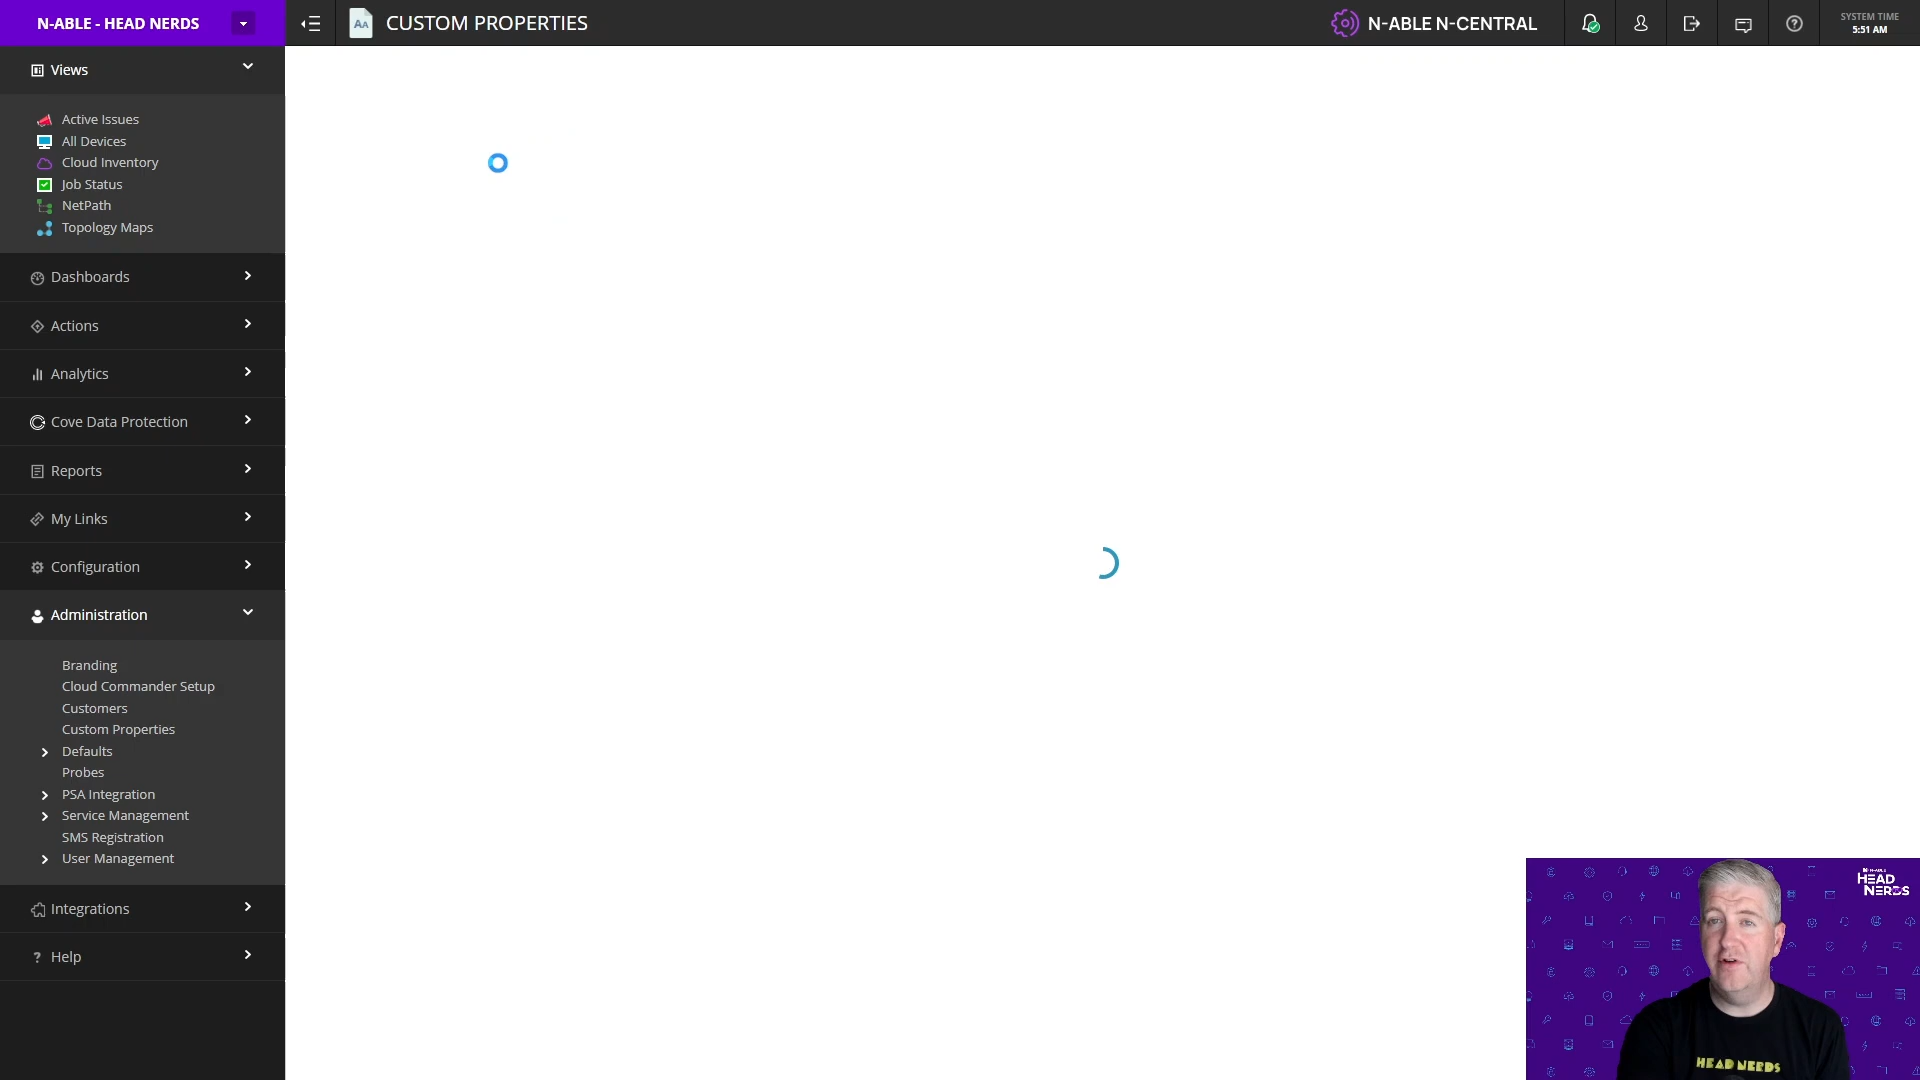 N-ABLE - HEAD NERDS
AA
CUSTOM PROPERTIES
N-ABLE N-CENTRAL
SYSTEM TIME
5:51 AM
Views
Active Issues
All Devices
Cloud Inventory
Job Status
NetPath
Topology Maps
Dashboards
Actions
Analytics
Cove Data Protection
Reports
My Links
Configuration
Administration
Branding
Cloud Commander Setup
Customers
Custom Properties
Defaults
Probes
PSA Integration
Service Management
SMS Registration
User Management
Integrations
Help
N-ABLE
HEAD
NERDS
HEAD NERDS